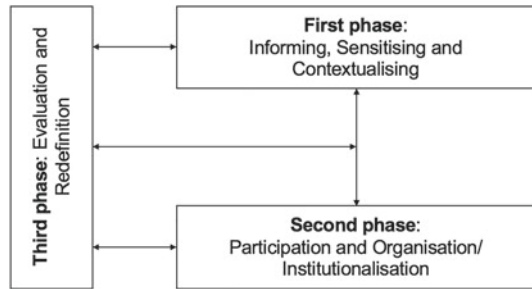 Third phase: Evaluation and
Redefinition
First phase:
Informing, Sensitising and
Contextualising
Second phase:
Participation and Organisation/
Institutionalisation